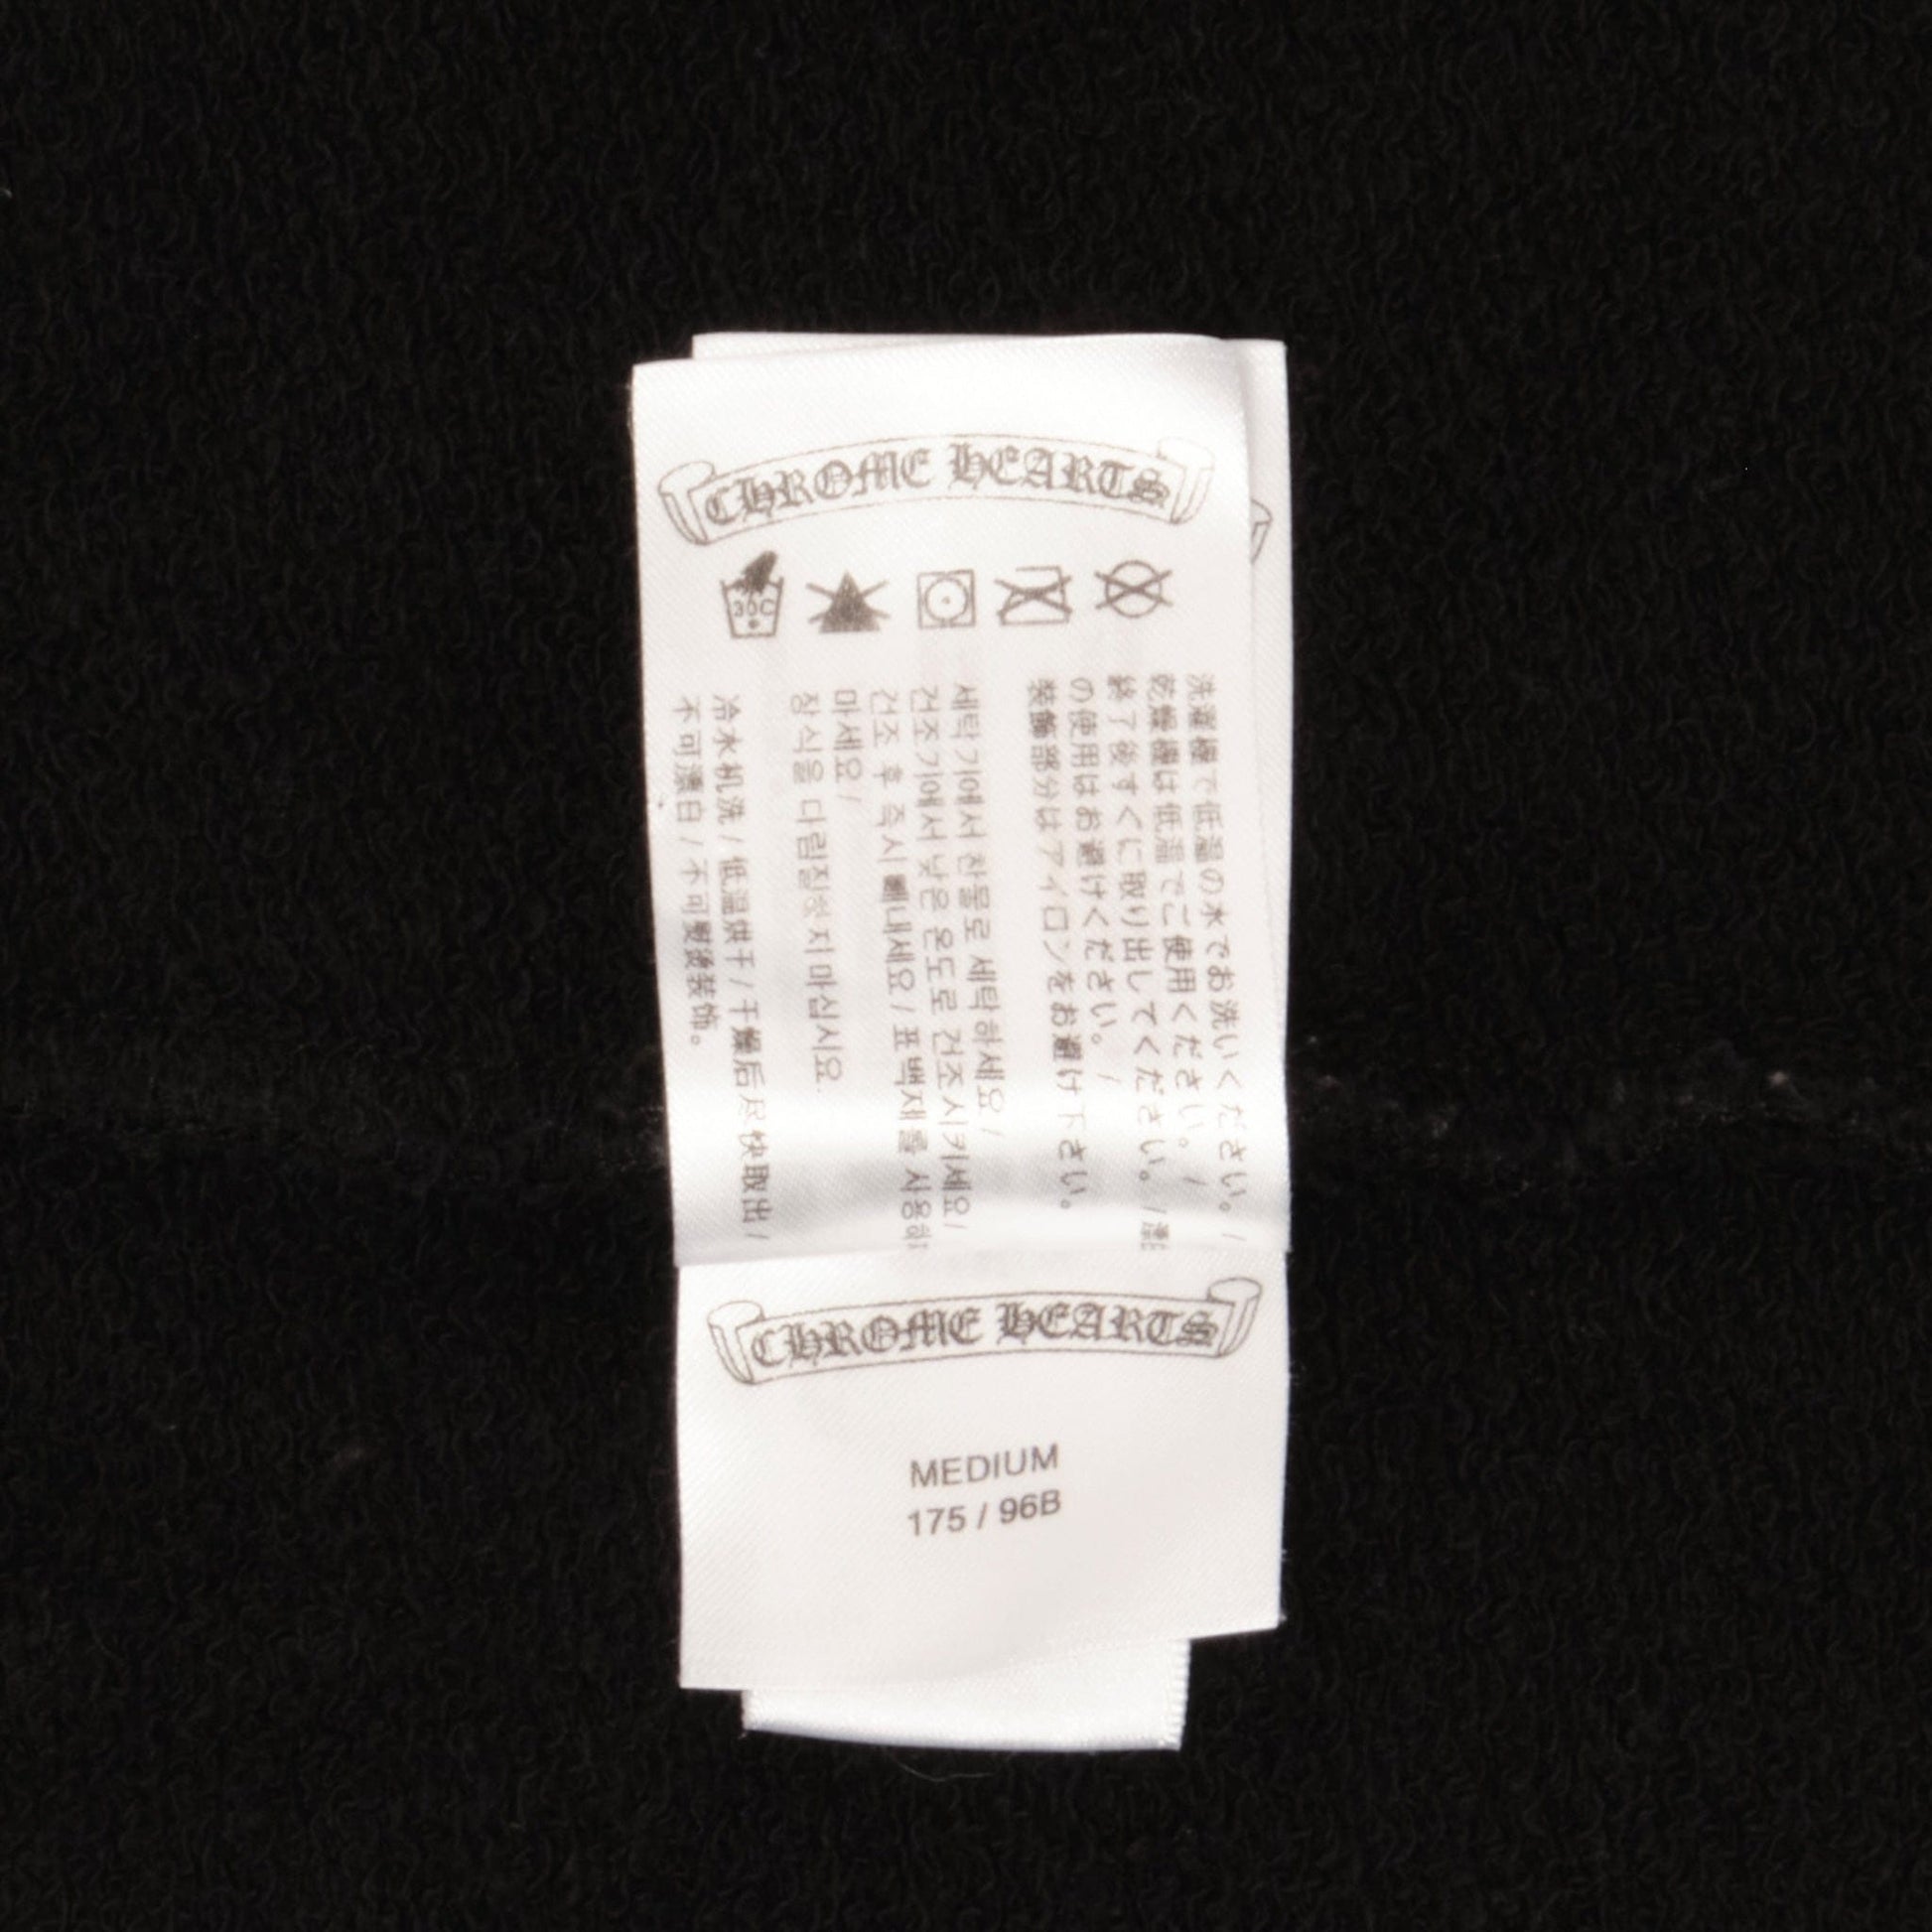 CHROME HEARTS
30C
洗濯機で低温の水でお洗いください。/
乾燥機は低温でご使用ください。/
終了後すぐに取り出してください。/漂
の使用はお避けください。/
装飾部分はアイロンをお避け下さい。
세탁기에서 찬물로 세탁하세요/
건조기에서 낮은 온도로 건조시키세요/
건조 후 즉시 빼내세요/표백제를 사용하
마세요/
장식을 다림질하지 마십시요.
冷水机洗/低温烘干/干燥后尽快取出/
不可漂白/不可熨烫装饰。
CHROME HEARTS
MEDIUM
175 / 96B